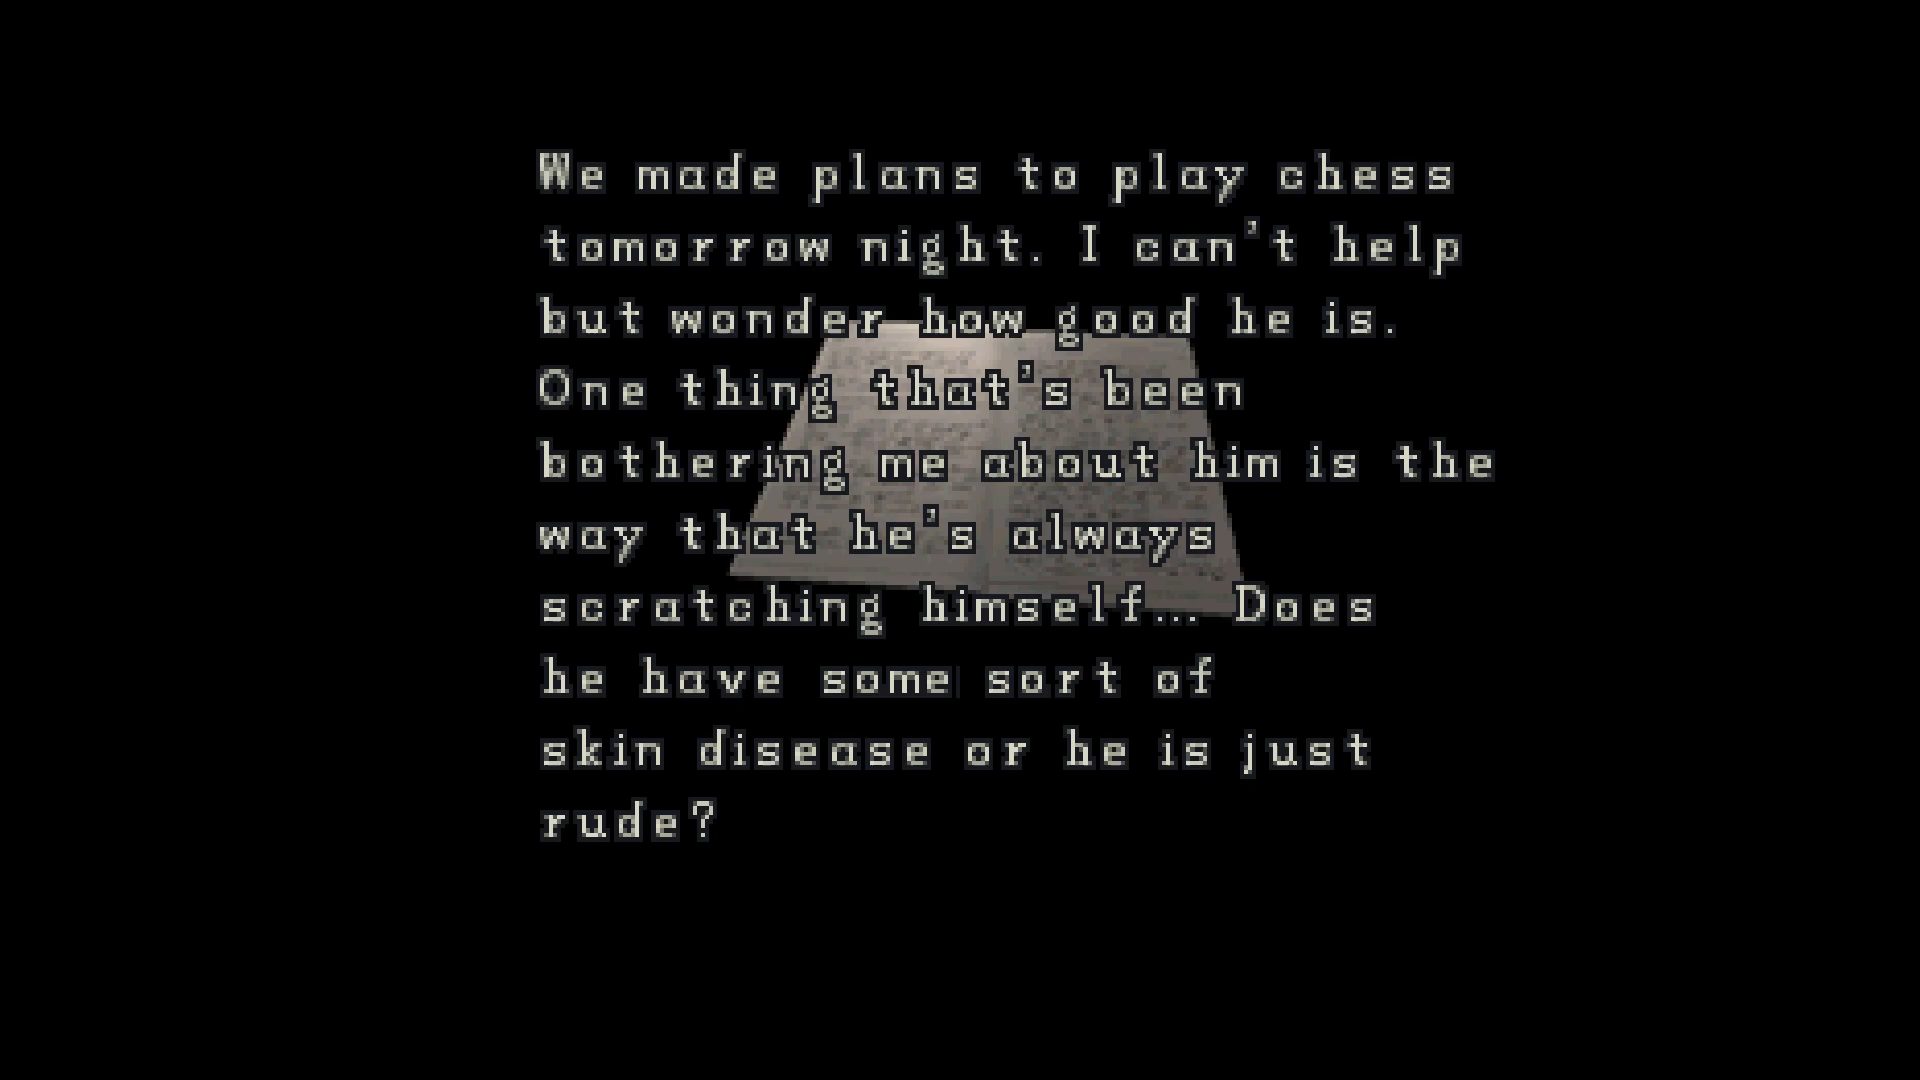 We made plans to play chess
tomorrow night. I can't help
but wonder how good he is.
One thing that's been
bothering me about him is the
way that he's always
scratching himself... Does
he have some sort of
skin disease or he is just
rude?